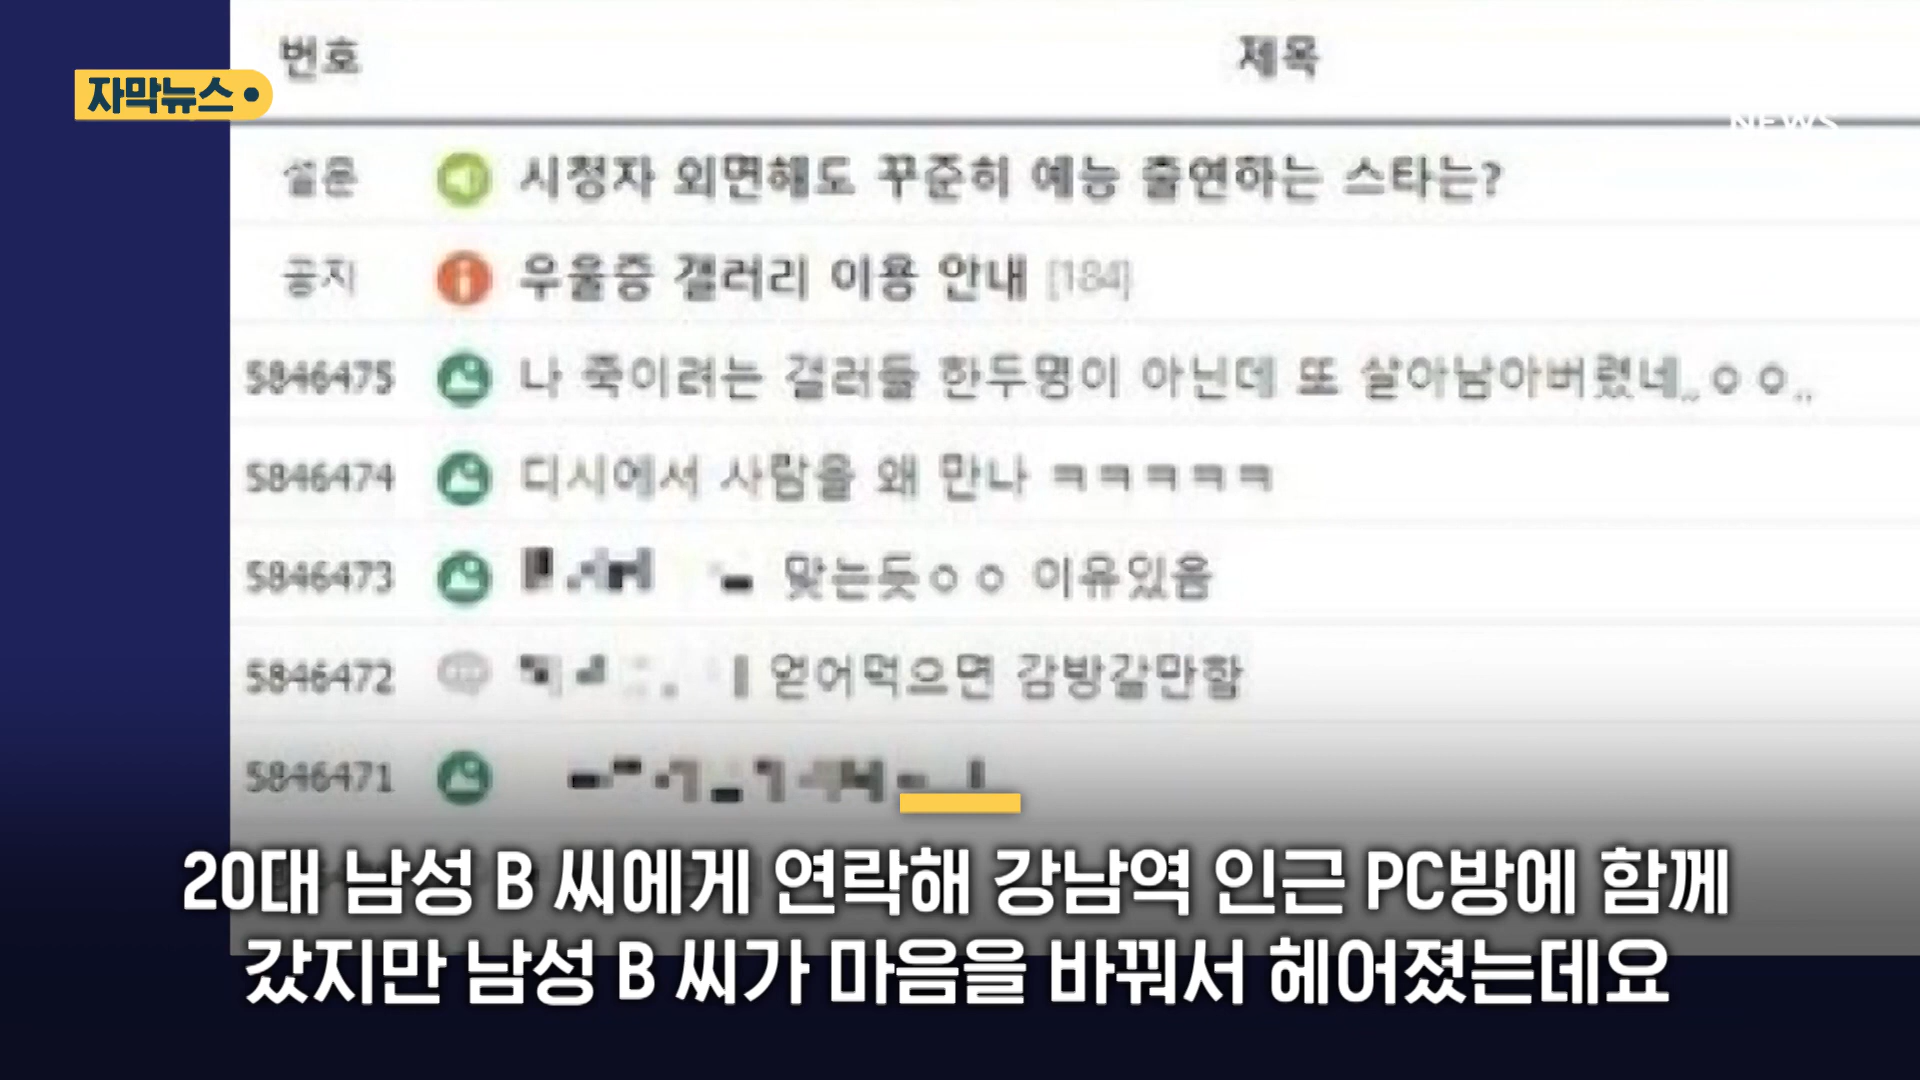 번호 제목
자막뉴스
NEWS
설문 시청자 외면해도 꾸준히 예능 출연하는 스타는?
공지 우울증 갤러리 이용 안내 [184]
5846475 나 죽이려는 걸러들 한두명이 아닌데 또 살아남아버렸네,,ㅇㅇ,,
5846474 디시에서 사람을 왜 만나 ㅋㅋㅋㅋㅋ
5846473 맞는듯ㅇㅇ 이유있음
5846472 얻어먹으면 감방갈만함
5846471
20대 남성 B 씨에게 연락해 강남역 인근 PC방에 함께
갔지만 남성 B 씨가 마음을 바꿔서 헤어졌는데요